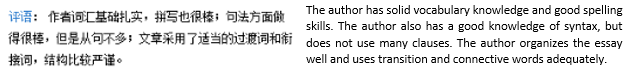 评语： 作者词汇基础扎实，拼写也很棒；句法方面做
得很棒，但是从句不多；文章采用了适当的过渡词和衔
接词，结构比较严谨。
The author has solid vocabulary knowledge and good spelling
skills. The author also has a good knowledge of syntax, but
does not use many clauses. The author organizes the essay
well and uses transition and connective words adequately.